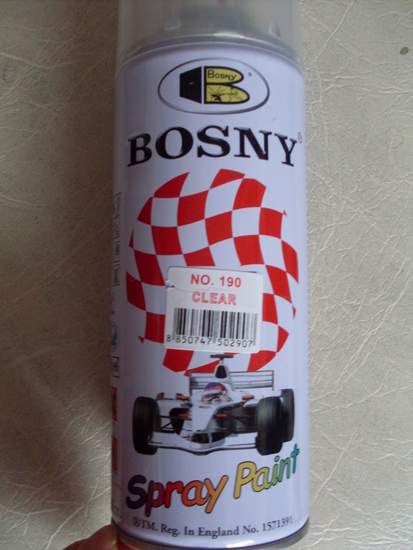 BOSNY
BOSNY®
NO. 190
CLEAR
8 850747 502907
Spray Paint
®TM. Reg. In England No. 1571391